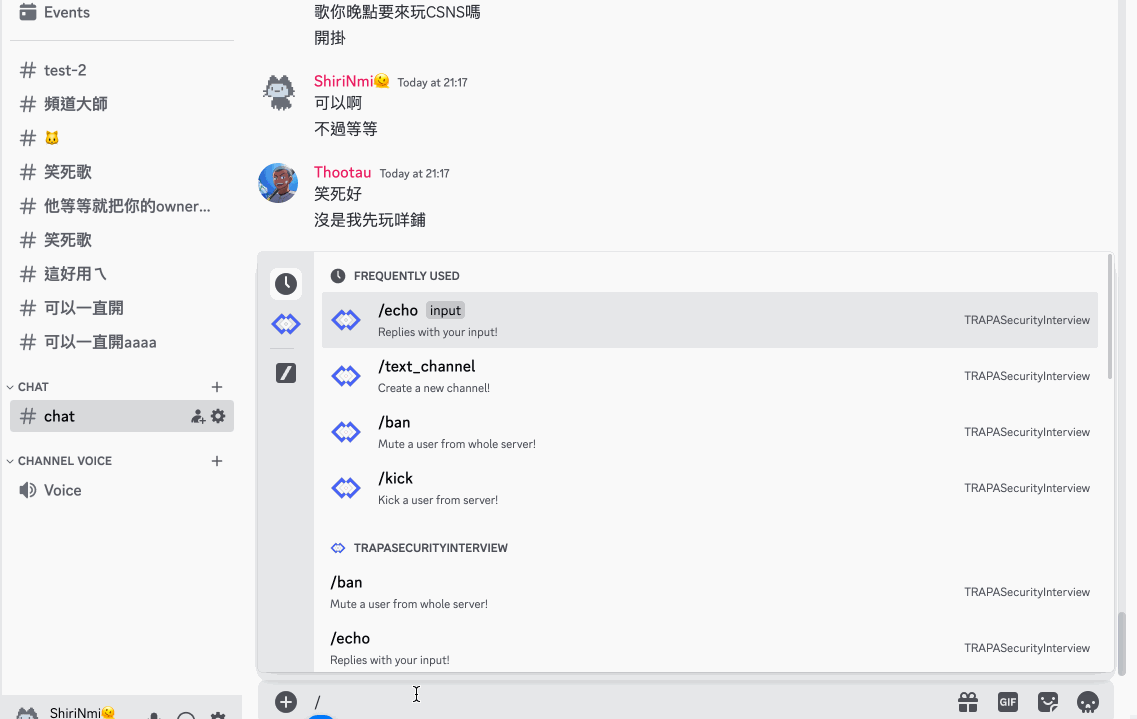 Events
test-2
頻道大師
🐱
笑死歌
他等等就把你的owner...
笑死歌
這好用ㄟ
可以一直開
可以一直開aaaa
CHAT
chat
CHANNEL VOICE
Voice
ShiriNmi🫠
歌你晚點要來玩CSNS嗎
開掛
ShiriNmi🫠 Today at 21:17
可以啊
不過等等
Thootau Today at 21:17
笑死好
沒是我先玩咩鋪
FREQUENTLY USED
/echo input
Replies with your input!
TRAPASecurityInterview
/text_channel
Create a new channel!
TRAPASecurityInterview
/ban
Mute a user from whole server!
TRAPASecurityInterview
/kick
Kick a user from server!
TRAPASecurityInterview
TRAPASECURITYINTERVIEW
/ban
Mute a user from whole server!
TRAPASecurityInterview
/echo
Replies with your input!
TRAPASecurityInterview
/
GIF